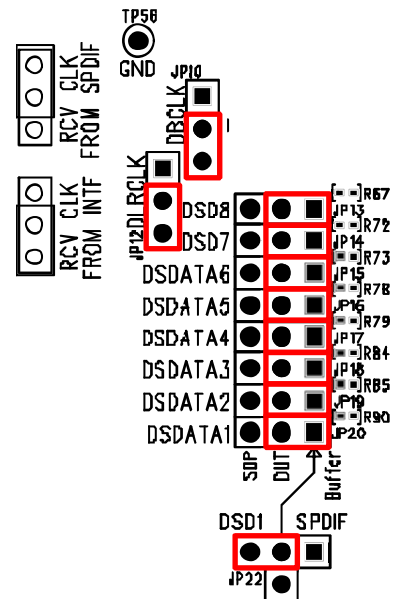 TP58
GND
JP10
RCV CLK
FROM SPDIF
DBCLK
RCV CLK
FROM INTF
DLRCLK
JP12
R67
DSD8
JP13
R72
DSD7
JP14
R73
DSDATA6
JP15
R78
DSDATA5
JP16
R79
DSDATA4
JP17
R84
DSDATA3
JP18
R85
DSDATA2
JP19
R90
DSDATA1
JP20
SDP
DUT
Buffer
DSD1
SPDIF
JP22